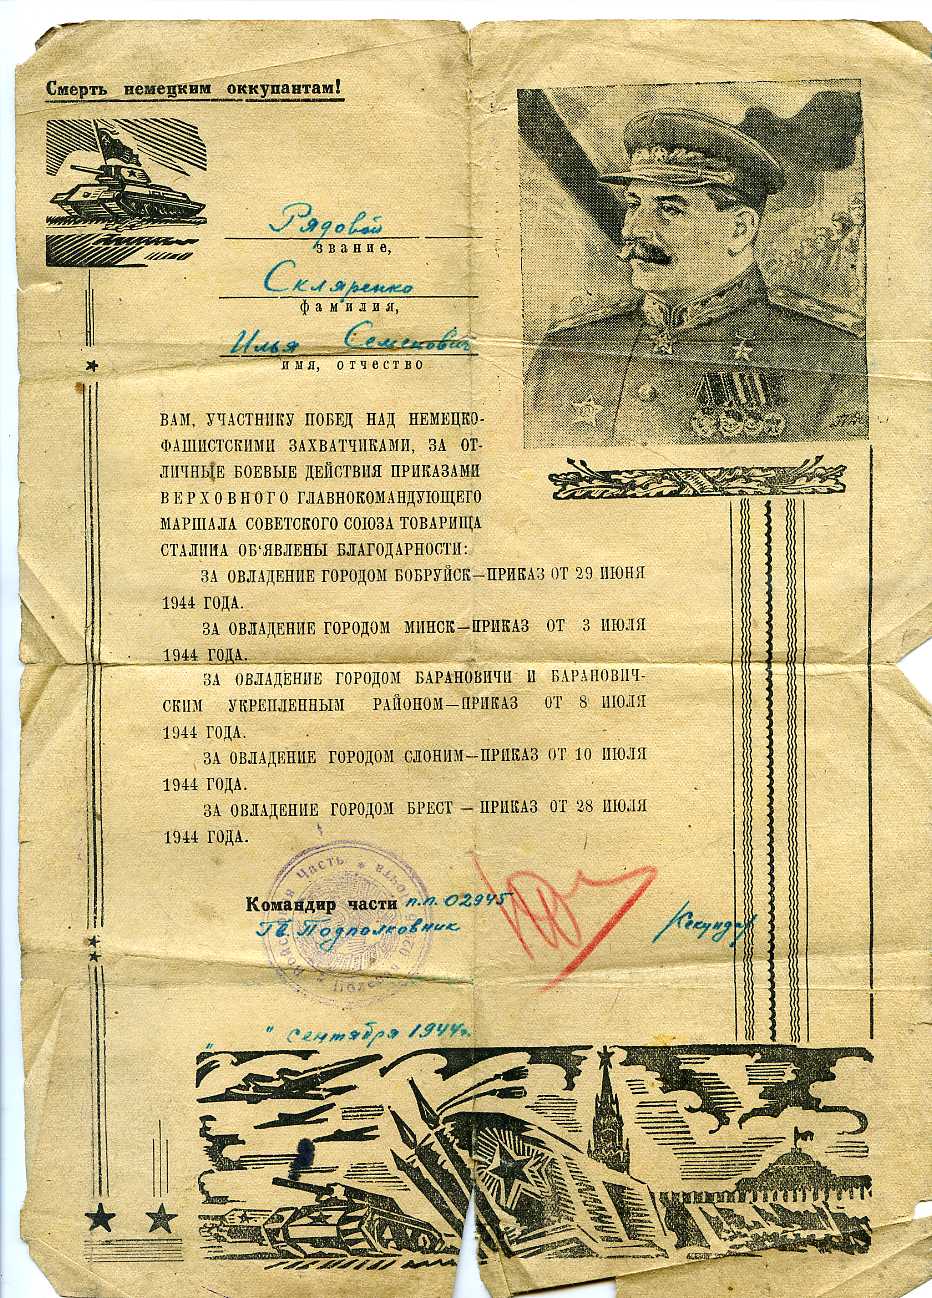 Смерть немецким оккупантам!
Рядовой
звание,
Скляренко
фамилия,
Илья Семенович
имя, отчество
ВАМ, УЧАСТНИКУ ПОБЕД НАД НЕМЕЦКО-
ФАШИСТСКИМИ ЗАХВАТЧИКАМИ, ЗА ОТ-
ЛИЧНЫЕ БОЕВЫЕ ДЕЙСТВИЯ ПРИКАЗАМИ
ВЕРХОВНОГО ГЛАВНОКОМАНДУЮЩЕГО
МАРШАЛА СОВЕТСКОГО СОЮЗА ТОВАРИЩА
СТАЛИНА ОБ'ЯВЛЕНЫ БЛАГОДАРНОСТИ:
ЗА ОВЛАДЕНИЕ ГОРОДОМ БОБРУЙСК—ПРИКАЗ ОТ 29 ИЮНЯ
1944 ГОДА.
ЗА ОВЛАДЕНИЕ ГОРОДОМ МИНСК—ПРИКАЗ ОТ 3 ИЮЛЯ
1944 ГОДА.
ЗА ОВЛАДЕНИЕ ГОРОДОМ БАРАНОВИЧИ И БАРАНОВИЧ-
СКИМ УКРЕПЛЕННЫМ РАЙОНОМ—ПРИКАЗ ОТ 8 ИЮЛЯ
1944 ГОДА.
ЗА ОВЛАДЕНИЕ ГОРОДОМ СЛОНИМ—ПРИКАЗ ОТ 10 ИЮЛЯ
1944 ГОДА.
ЗА ОВЛАДЕНИЕ ГОРОДОМ БРЕСТ — ПРИКАЗ ОТ 28 ИЮЛЯ
1944 ГОДА.
Часть * почта
Командир части п.п. 02945
Гв. Подполковник
" " сентября 1944 г.